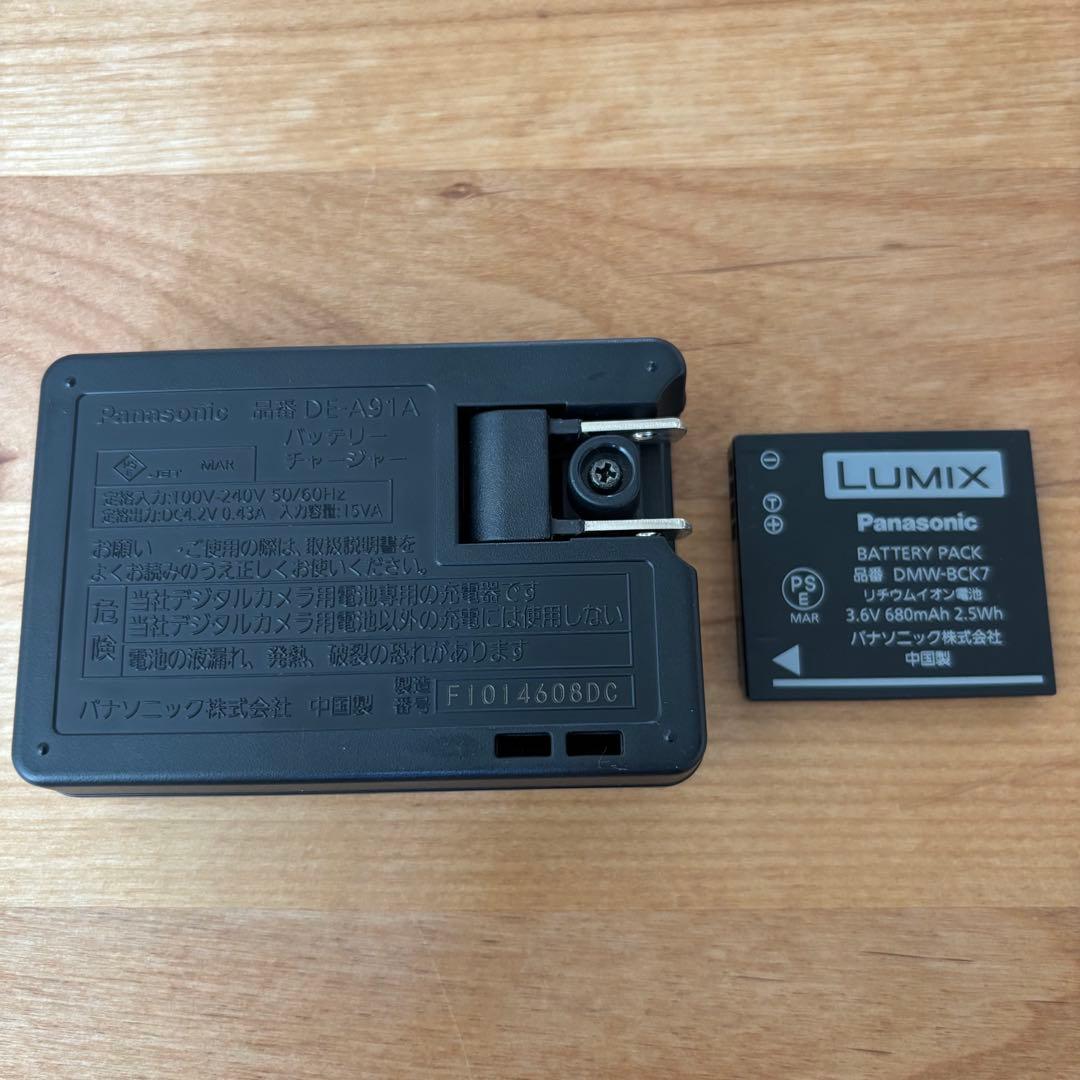 Panasonic 品番 DE-A91A
バッテリー
チャージャー
PS E JET MAR
定格入力:100V-240V 50/60Hz
定格出力:DC4.2V 0.43A 入力容量:15VA
お願い ・ご使用の際は、取扱説明書を
よくお読みのうえ正しくお使いください。
危険
当社デジタルカメラ用電池専用の充電器です
当社デジタルカメラ用電池以外の充電には使用しない
電池の液漏れ、発熱、破裂の恐れがあります
パナソニック株式会社 中国製 製造番号 F1014608DC
LUMIX
Panasonic
BATTERY PACK
品番 DMW-BCK7
リチウムイオン電池
3.6V 680mAh 2.5Wh
パナソニック株式会社
中国製
PS E
MAR
T